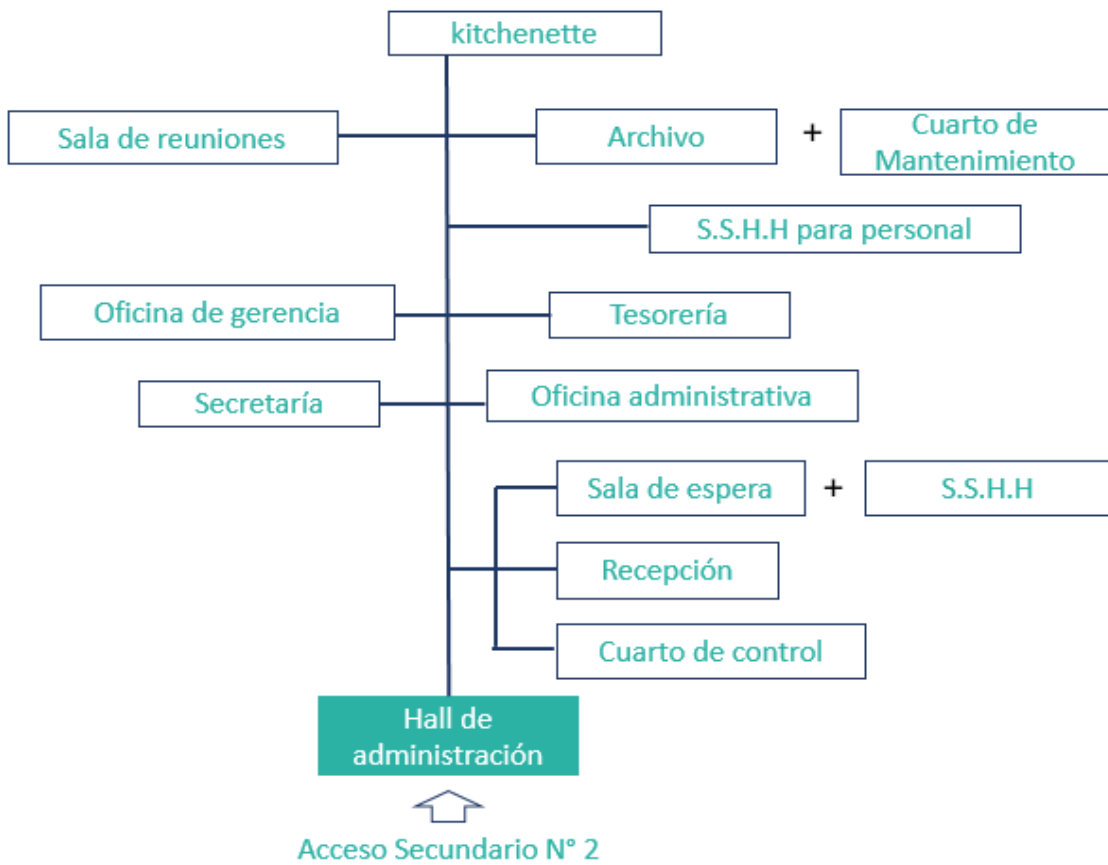 kitchenette
Sala de reuniones
Archivo
+
Cuarto de
Mantenimiento
S.S.H.H para personal
Oficina de gerencia
Tesorería
Secretaría
Oficina administrativa
Sala de espera
+
S.S.H.H
Recepción
Cuarto de control
Hall de
administración
Acceso Secundario N° 2